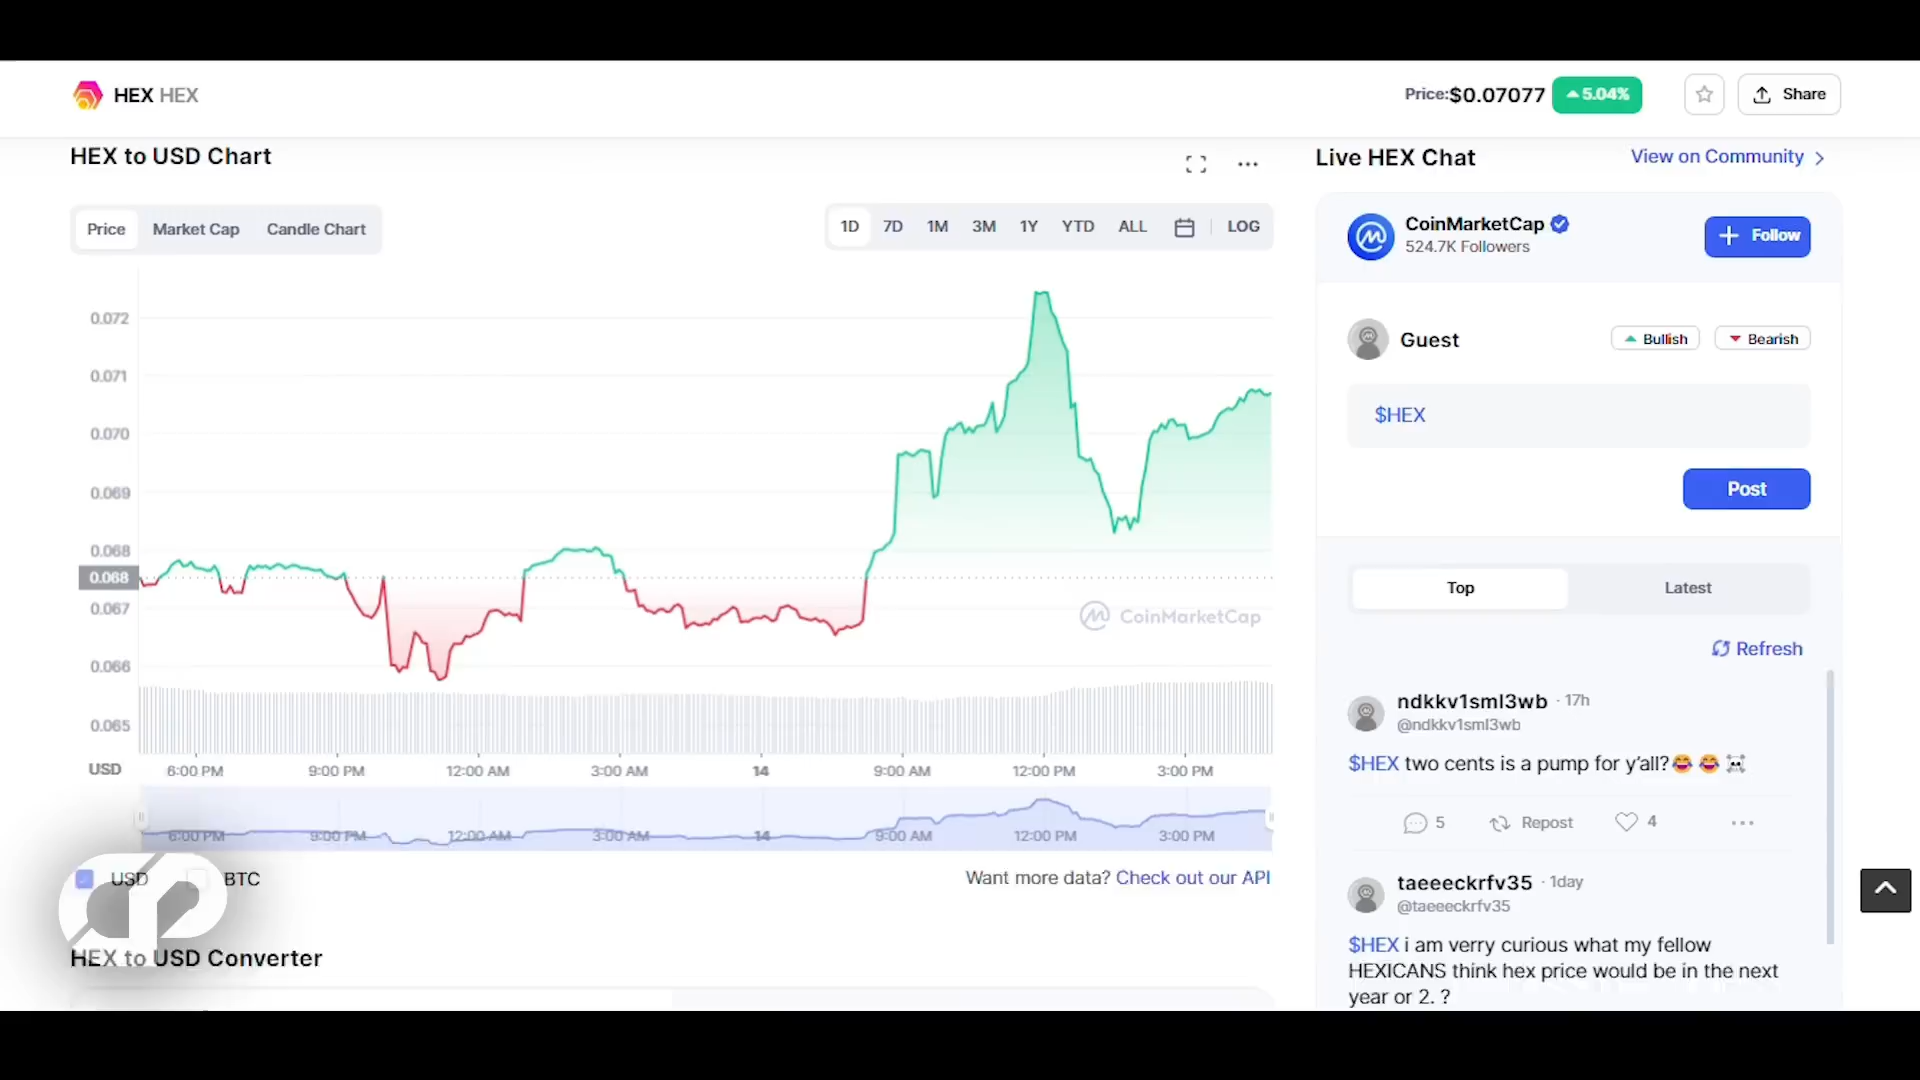 HEX HEX
Price:$0.07077 5.04%
Share
HEX to USD Chart
Price Market Cap Candle Chart
1D 7D 1M 3M 1Y YTD ALL LOG
0.072
0.071
0.070
0.069
0.068
0.068
0.067
0.066
0.065
CoinMarketCap
USD 6:00 PM 9:00 PM 12:00 AM 3:00 AM 14 9:00 AM 12:00 PM 3:00 PM
6:00 PM 9:00 PM 12:00 AM 3:00 AM 14 9:00 AM 12:00 PM 3:00 PM
USD BTC
Want more data? Check out our API
HEX to USD Converter
Live HEX Chat
View on Community
CoinMarketCap
524.7K Followers
Follow
Guest
Bullish
Bearish
$HEX
Post
Top
Latest
Refresh
ndkkv1sml3wb · 17h
@ndkkv1sml3wb
$HEX two cents is a pump for y'all?😂 😂 ☠
5 Repost 4
taeeeckrfv35 · 1day
@taeeeckrfv35
$HEX i am verry curious what my fellow
HEXICANS think hex price would be in the next
year or 2. ?